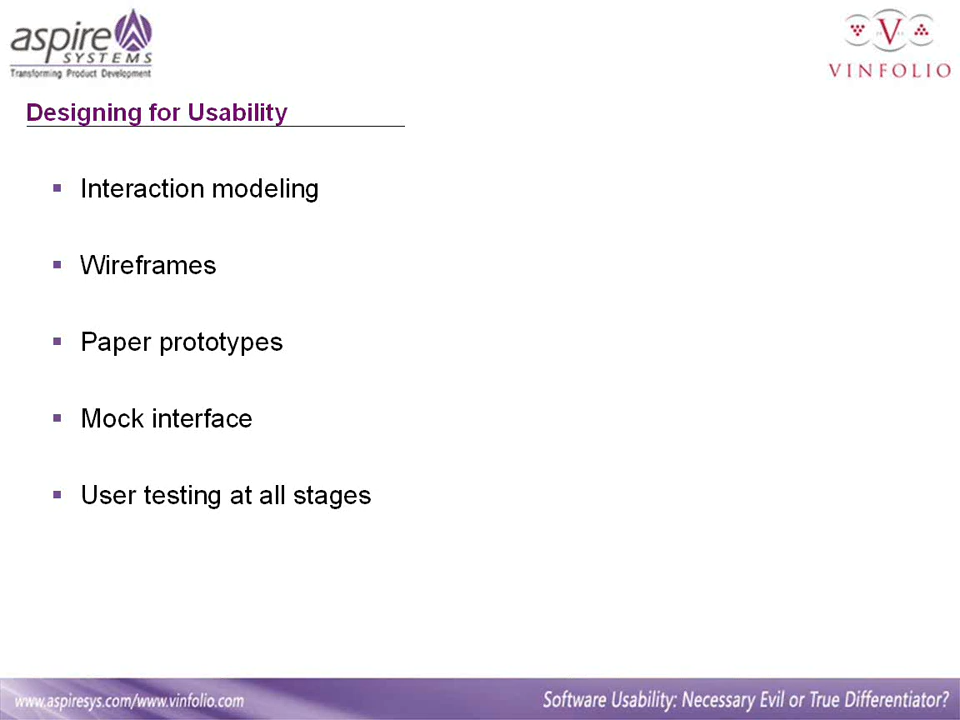 aspire
SYSTEMS
Transforming Product Development
V
VINFOLIO
Designing for Usability
Interaction modeling
Wireframes
Paper prototypes
Mock interface
User testing at all stages
www.aspiresys.com/www.vinfolio.com
Software Usability: Necessary Evil or True Differentiator?